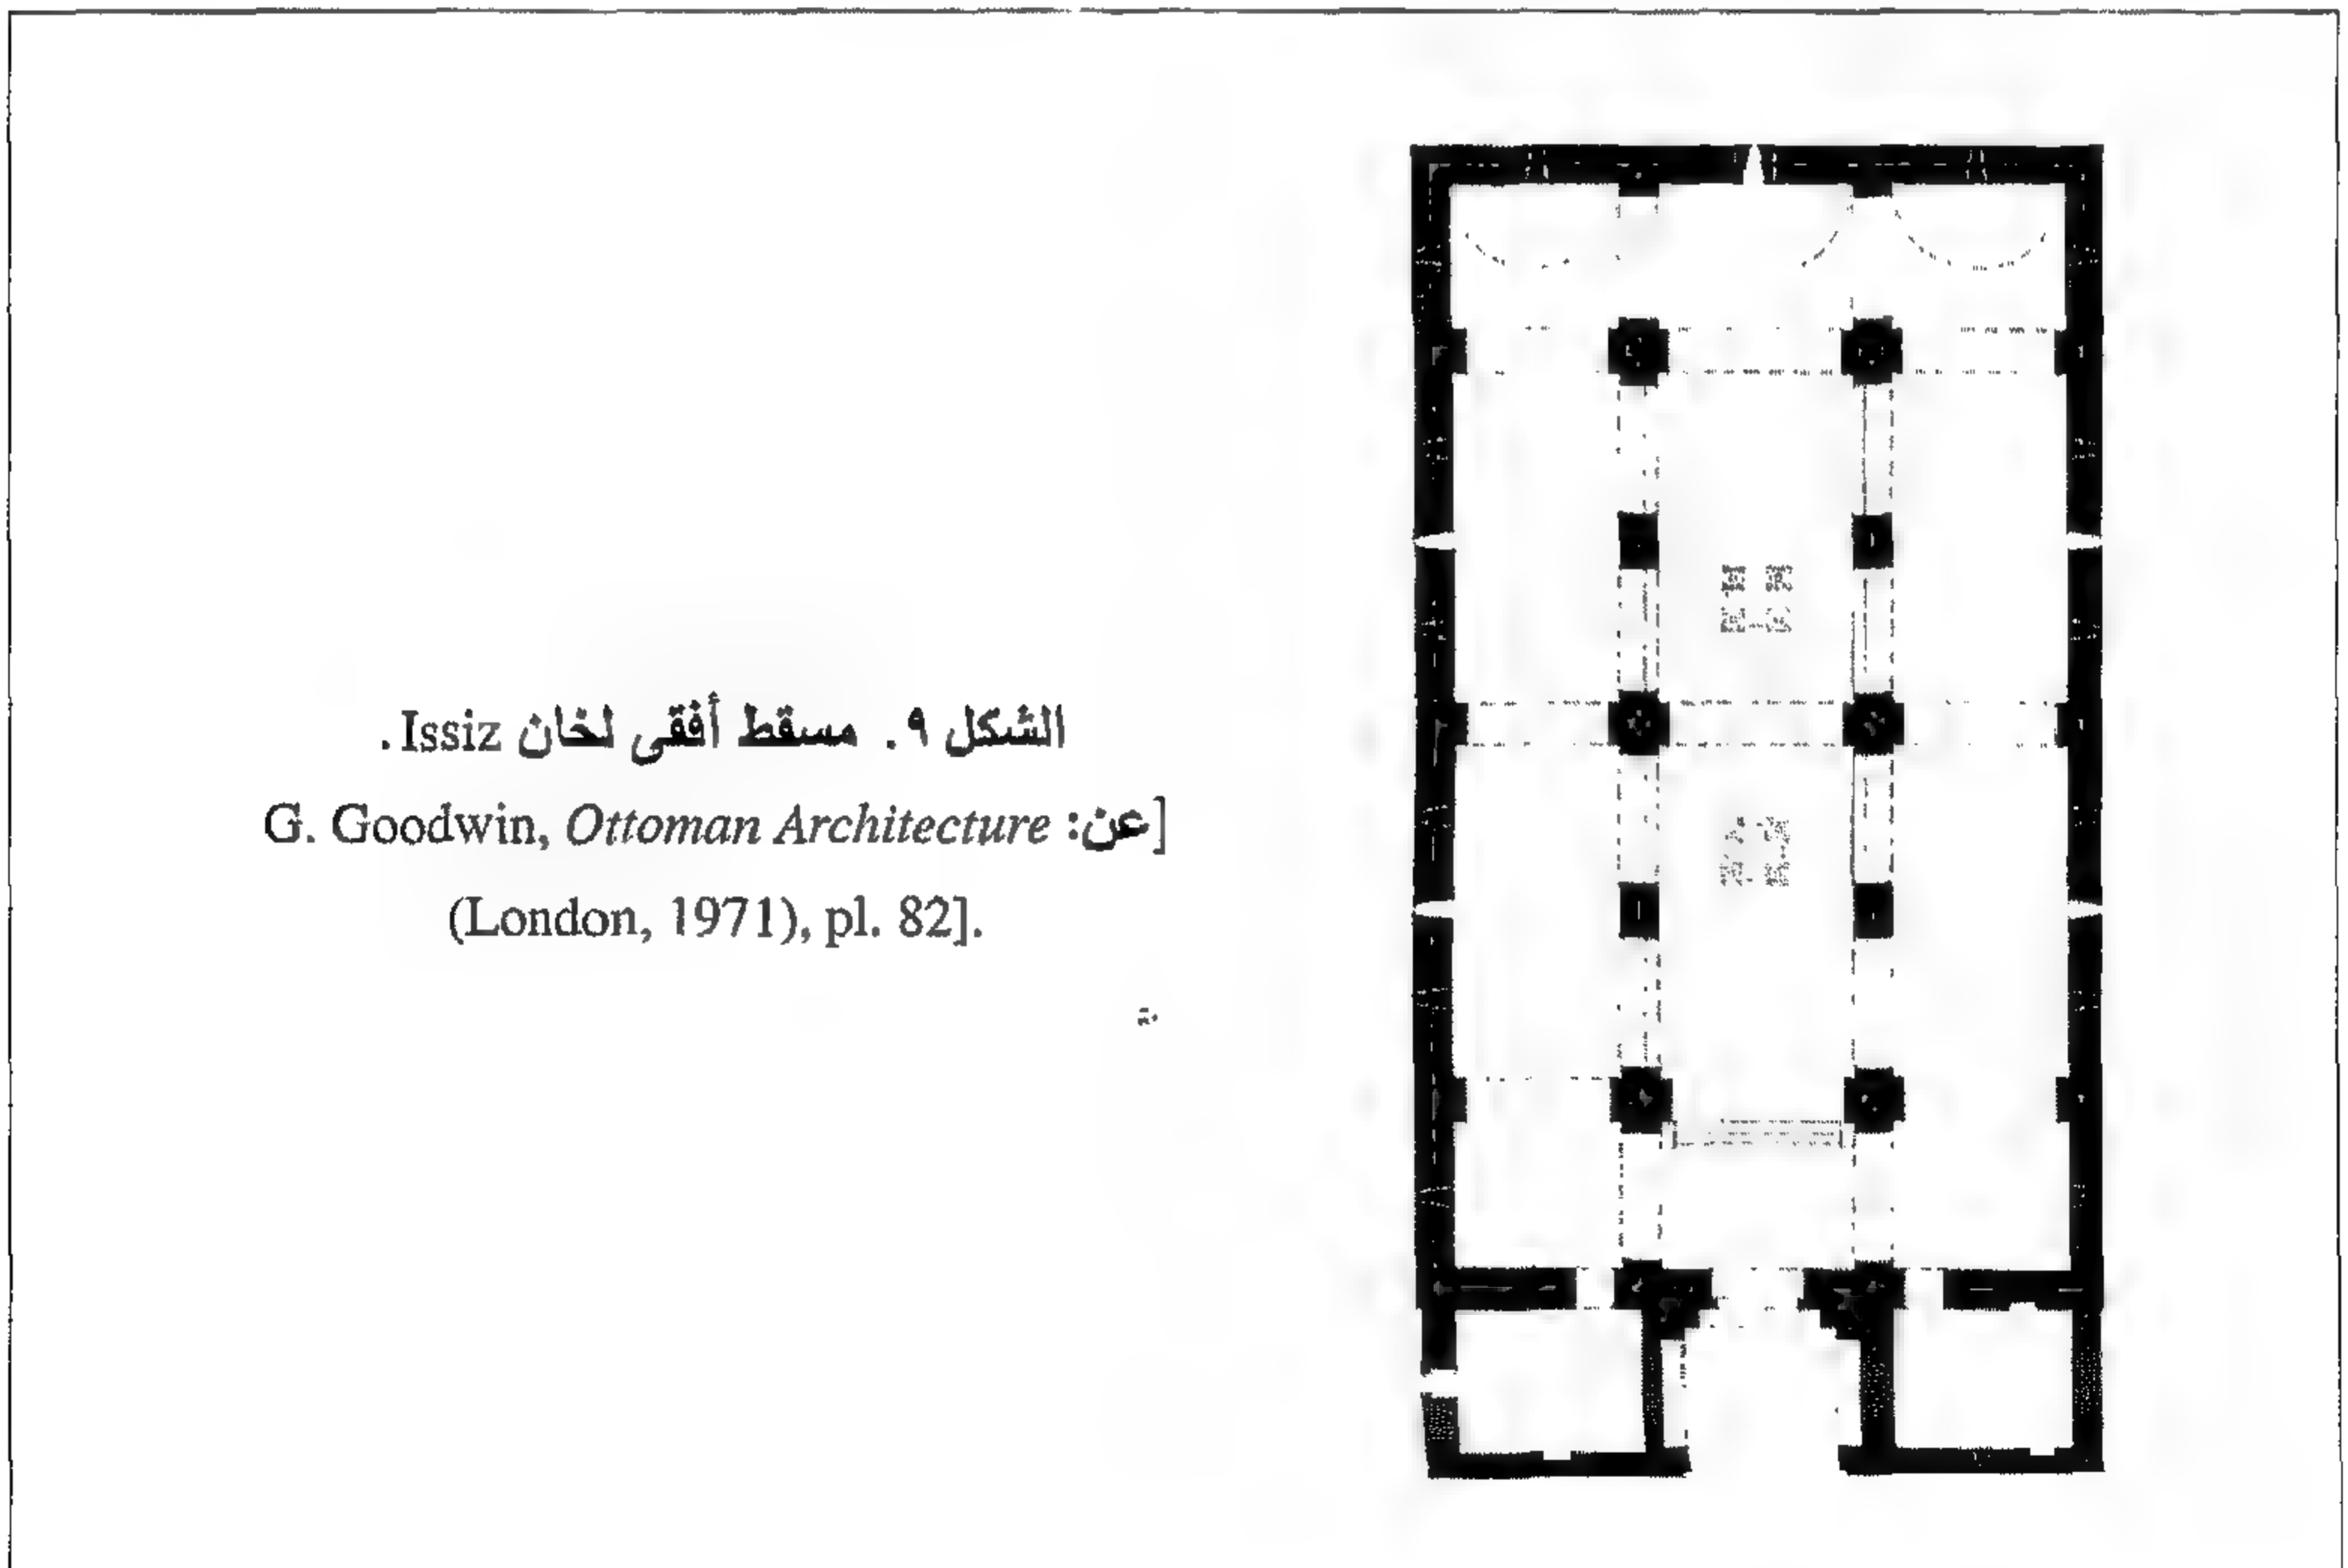 الشكل ٩. مسقط أفقى لخان Issiz.
[عن: G. Goodwin, Ottoman Architecture
(London, 1971), pl. 82].